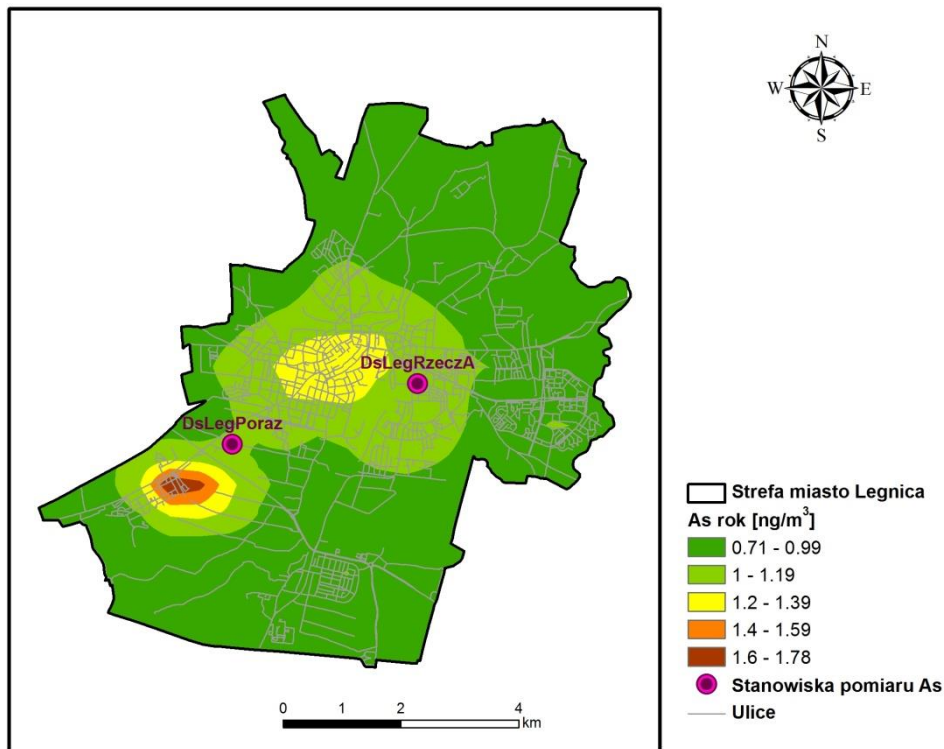 N
W E
S
DsLegRzeczA
DsLegPoraz
Strefa miasto Legnica
As rok [ng/m³]
0.71 - 0.99
1 - 1.19
1.2 - 1.39
1.4 - 1.59
1.6 - 1.78
Stanowiska pomiaru As
Ulice
0 1 2 4
km